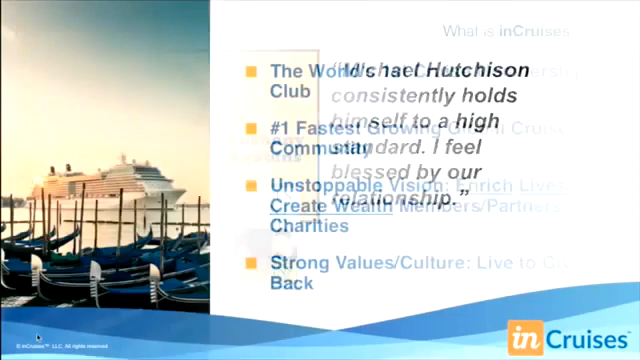 What is inCruises
The World's
Club
#1 Fastest Growing
Cruise
Community
Unstoppable Vision: Enrich Lives,
Create Wealth Members/Partners
Charities
Strong Values/Culture: Live to
Back
“Michael Hutchison
consistently holds
himself to a high
standard. I feel
blessed by our
relationship.”
© inCruises™ LLC. All rights reserved
inCruises™